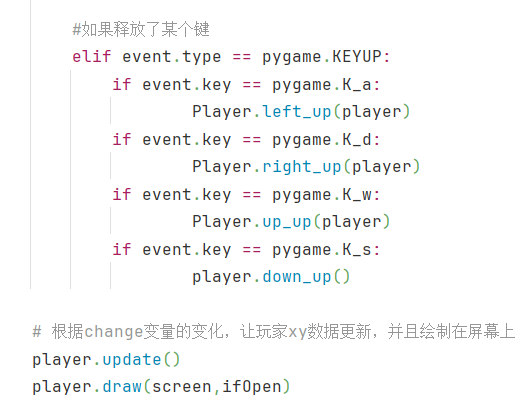 #如果释放了某个键
elif event.type == pygame.KEYUP:
if event.key == pygame.K_a:
Player.left_up(player)
if event.key == pygame.K_d:
Player.right_up(player)
if event.key == pygame.K_w:
Player.up_up(player)
if event.key == pygame.K_s:
player.down_up()
# 根据change变量的变化，让玩家xy数据更新，并且绘制在屏幕上
player.update()
player.draw(screen,ifOpen)